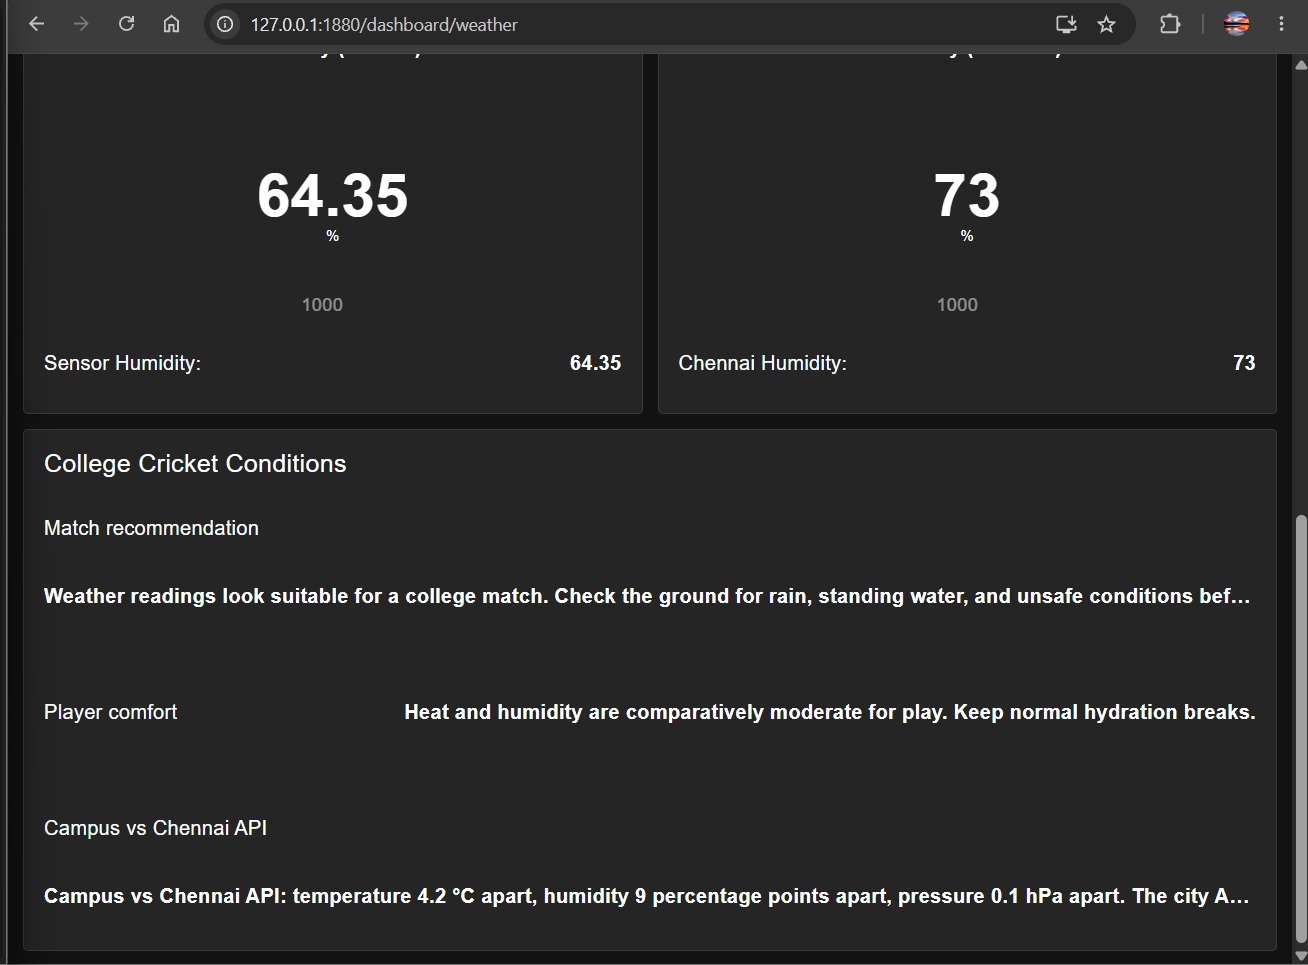 127.0.0.1:1880/dashboard/weather
64.35
%
1000
Sensor Humidity: 64.35
73
%
1000
Chennai Humidity: 73
College Cricket Conditions
Match recommendation
Weather readings look suitable for a college match. Check the ground for rain, standing water, and unsafe conditions bef...
Player comfort Heat and humidity are comparatively moderate for play. Keep normal hydration breaks.
Campus vs Chennai API
Campus vs Chennai API: temperature 4.2 °C apart, humidity 9 percentage points apart, pressure 0.1 hPa apart. The city A...